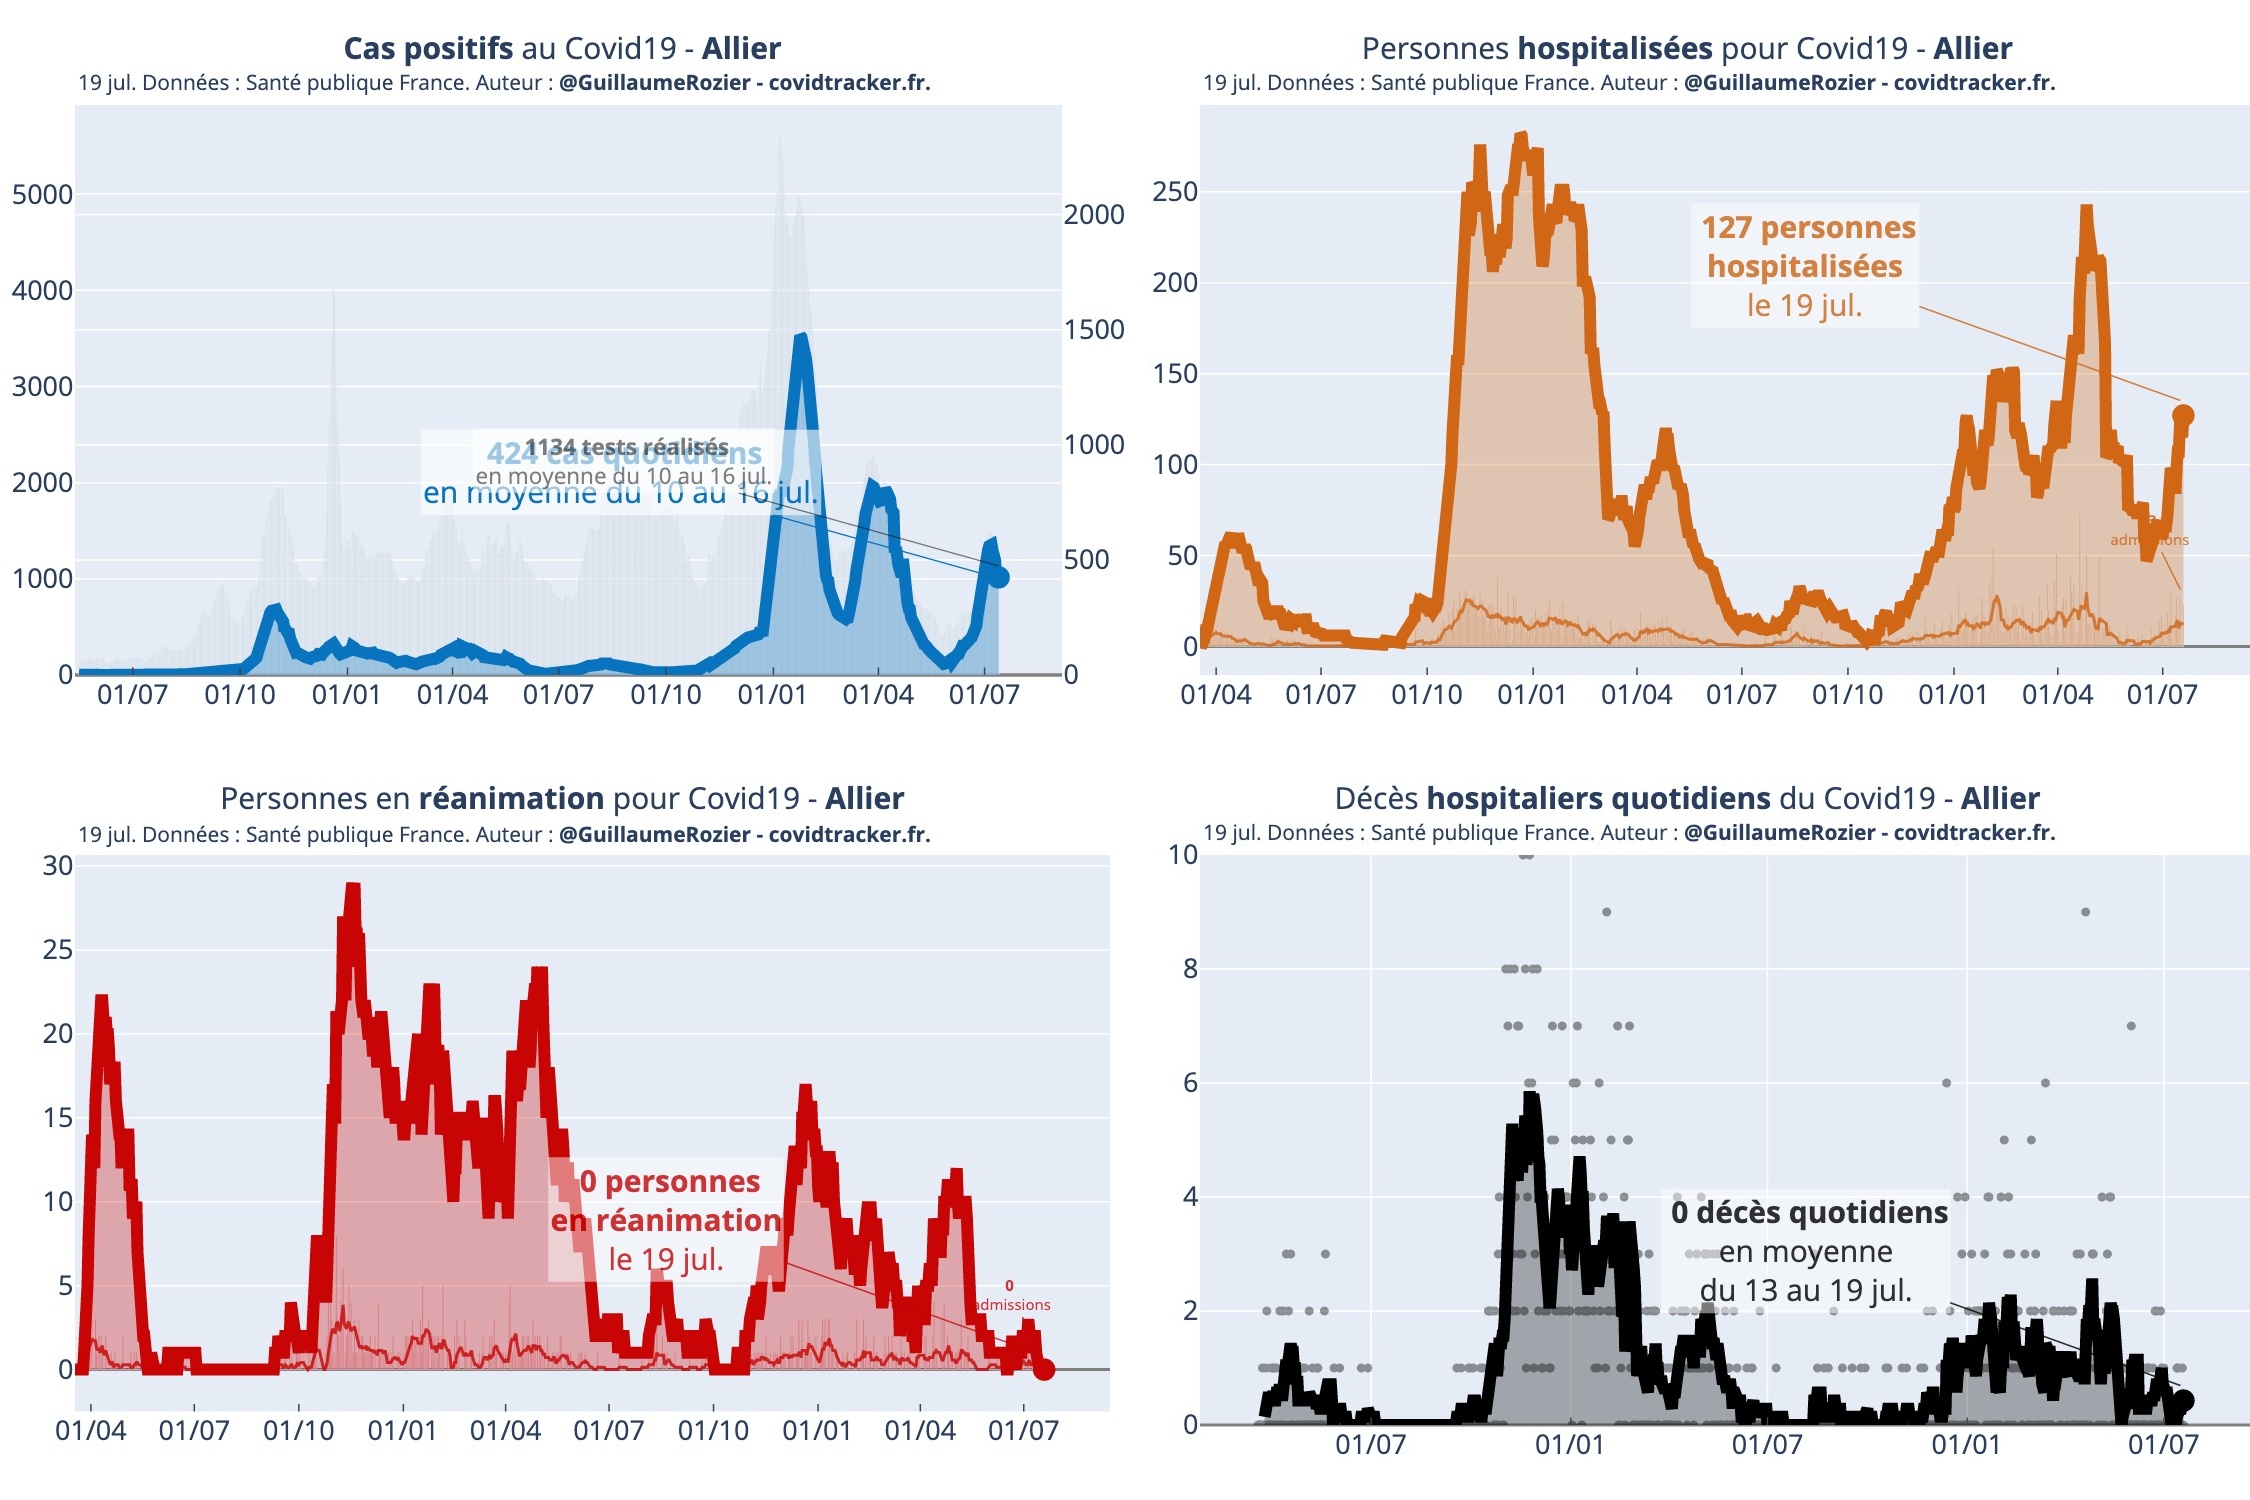 Cas positifs au Covid19 - Allier
19 jul. Données : Santé publique France. Auteur : @GuillaumeRozier - covidtracker.fr.
5000
4000
3000
2000
1000
0
2000
1500
1000
500
0
1134 tests réalisés
en moyenne du 10 au 16 jul.
424 cas quotidiens
en moyenne du 10 au 16 jul.
01/07 01/10 01/01 01/04 01/07 01/10 01/01 01/04 01/07
Personnes hospitalisées pour Covid19 - Allier
19 jul. Données : Santé publique France. Auteur : @GuillaumeRozier - covidtracker.fr.
250
200
150
100
50
0
127 personnes
hospitalisées
le 19 jul.
admissions
01/04 01/07 01/10 01/01 01/04 01/07 01/10 01/01 01/04 01/07
Personnes en réanimation pour Covid19 - Allier
19 jul. Données : Santé publique France. Auteur : @GuillaumeRozier - covidtracker.fr.
30
25
20
15
10
5
0
0 personnes
en réanimation
le 19 jul.
0
admissions
01/04 01/07 01/10 01/01 01/04 01/07 01/10 01/01 01/04 01/07
Décès hospitaliers quotidiens du Covid19 - Allier
19 jul. Données : Santé publique France. Auteur : @GuillaumeRozier - covidtracker.fr.
10
8
6
4
2
0
0 décès quotidiens
en moyenne
du 13 au 19 jul.
01/07 01/01 01/07 01/01 01/07